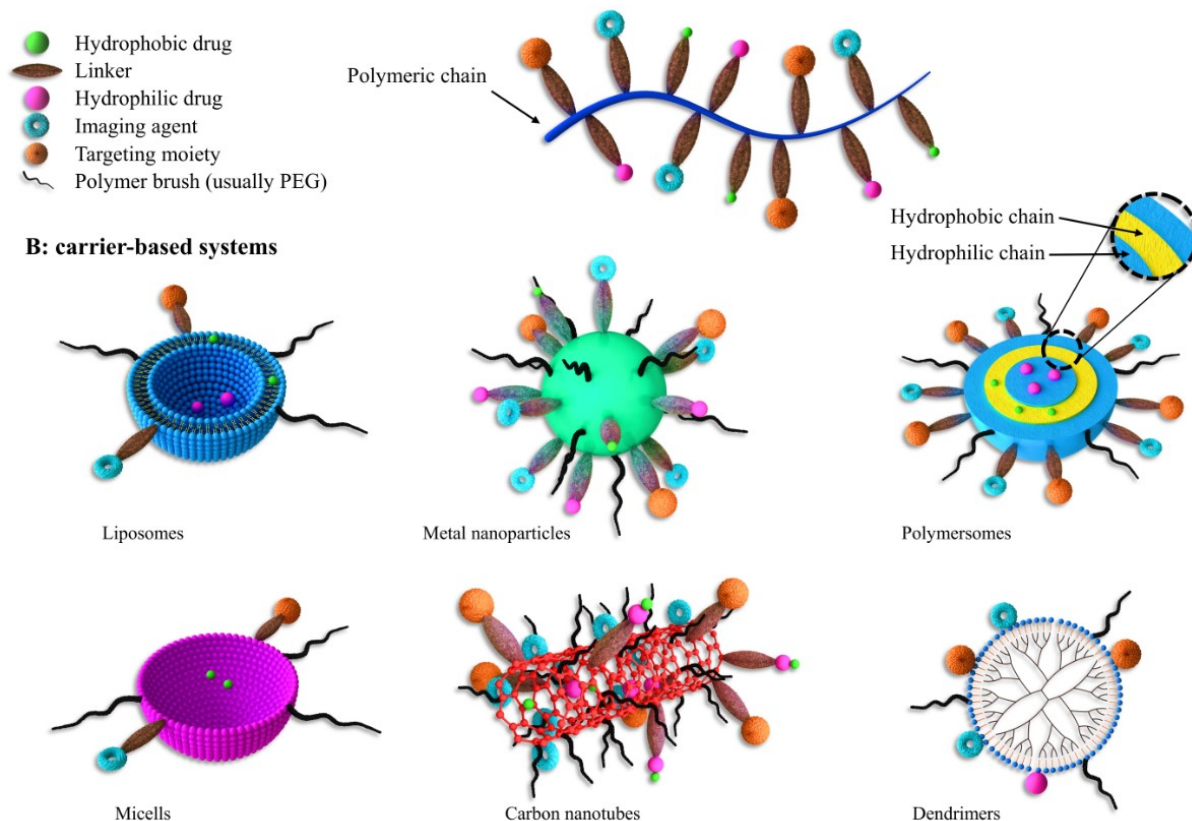 Hydrophobic drug
Linker
Hydrophilic drug
Imaging agent
Targeting moiety
Polymer brush (usually PEG)
Polymeric chain
Hydrophobic chain
Hydrophilic chain
B: carrier-based systems
Liposomes
Metal nanoparticles
Polymersomes
Micells
Carbon nanotubes
Dendrimers